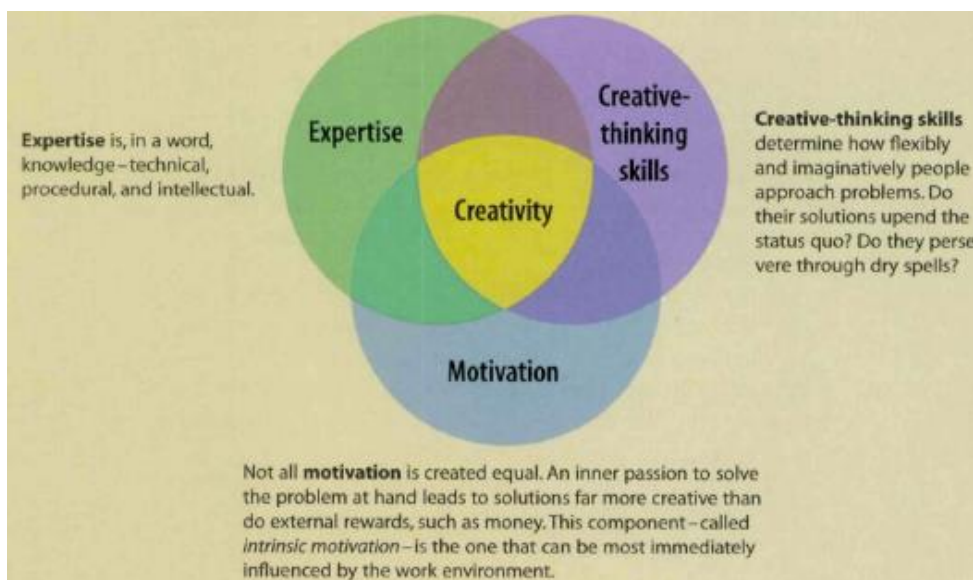 Expertise
Creative-
thinking
skills
Creativity
Motivation
Expertise is, in a word,
knowledge–technical,
procedural, and intellectual.
Creative-thinking skills
determine how flexibly
and imaginatively people
approach problems. Do
their solutions upend the
status quo? Do they perse
vere through dry spells?
Not all motivation is created equal. An inner passion to solve
the problem at hand leads to solutions far more creative than
do external rewards, such as money. This component–called
intrinsic motivation–is the one that can be most immediately
influenced by the work environment.